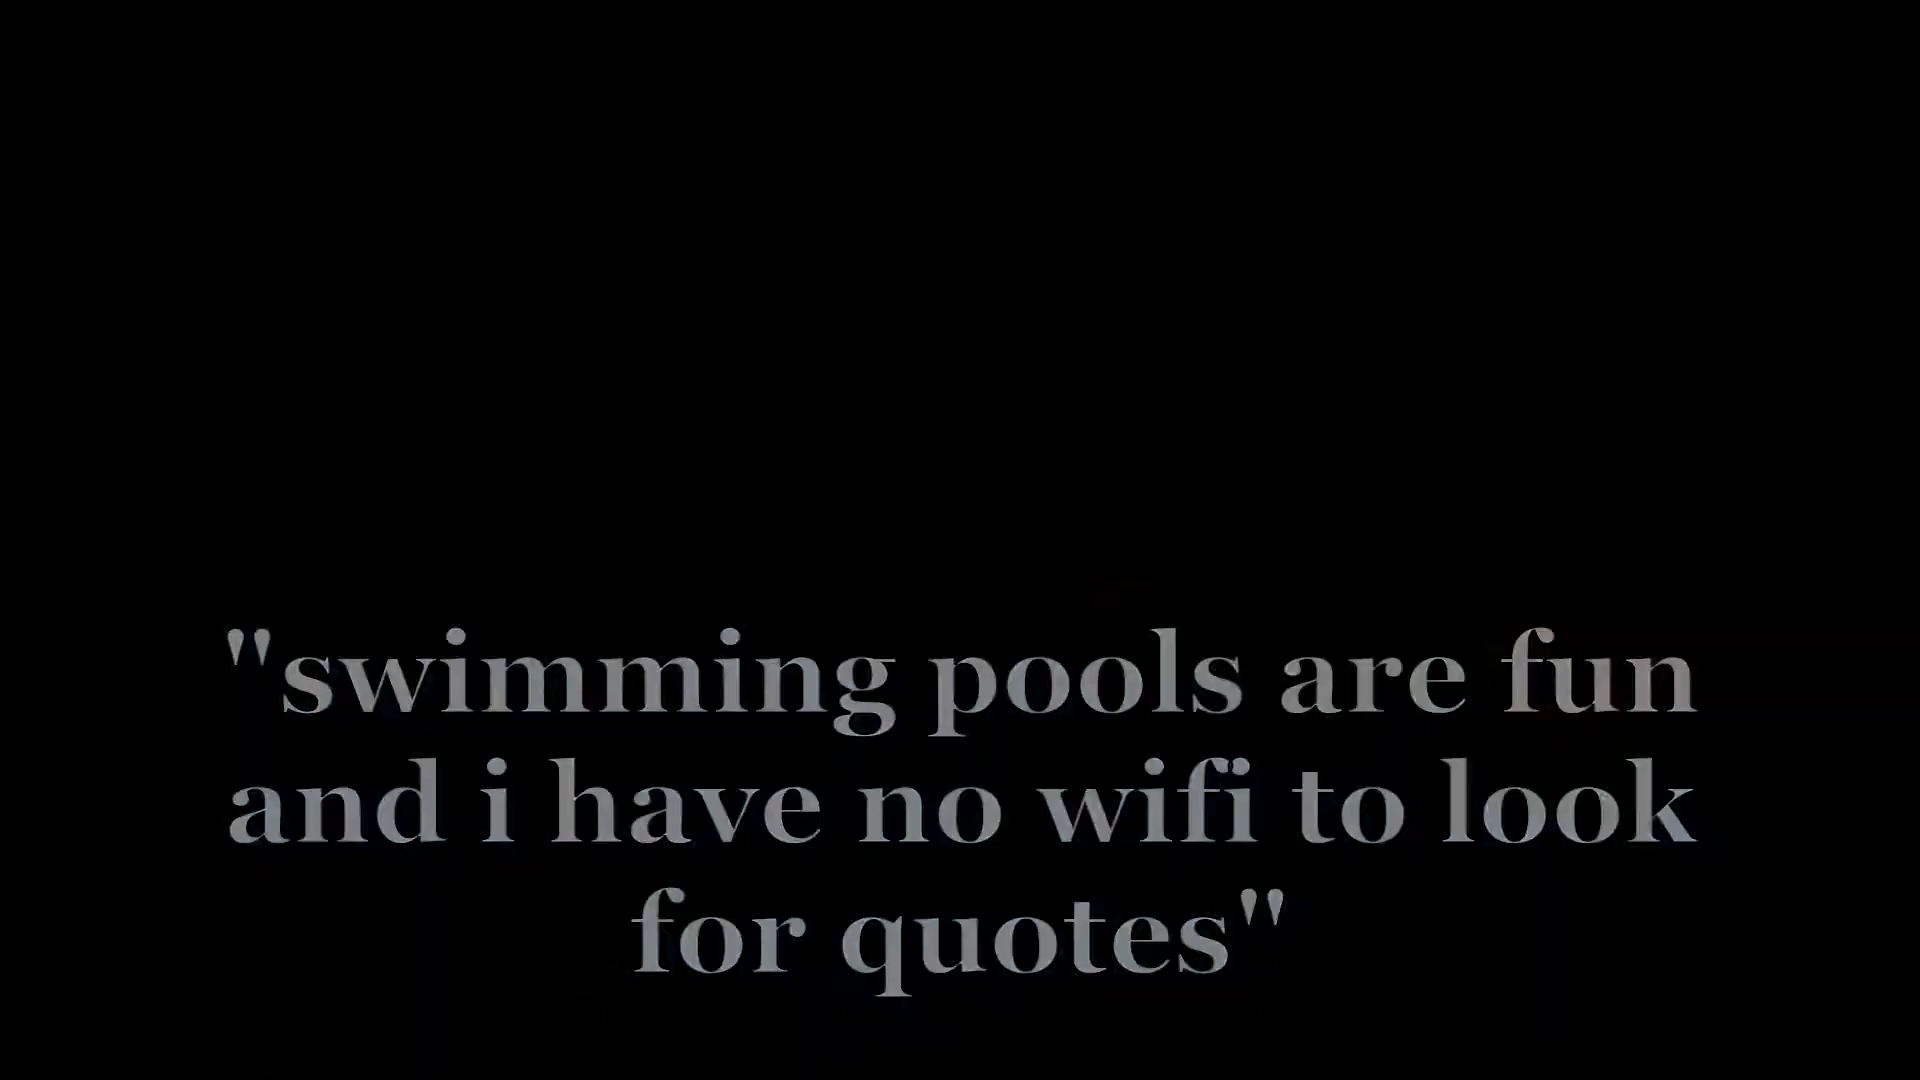 "swimming pools are fun
and i have no wifi to look
for quotes"